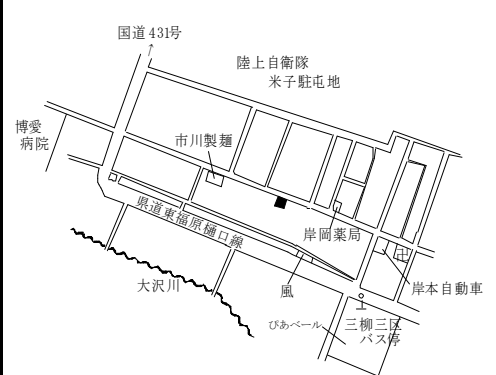 国道431号
陸上自衛隊
米子駐屯地
博愛
病院
市川製麺
県道東福原樋口線
岸岡薬局
大沢川
風
岸本自動車
ぴあベール
三柳三区
バス停